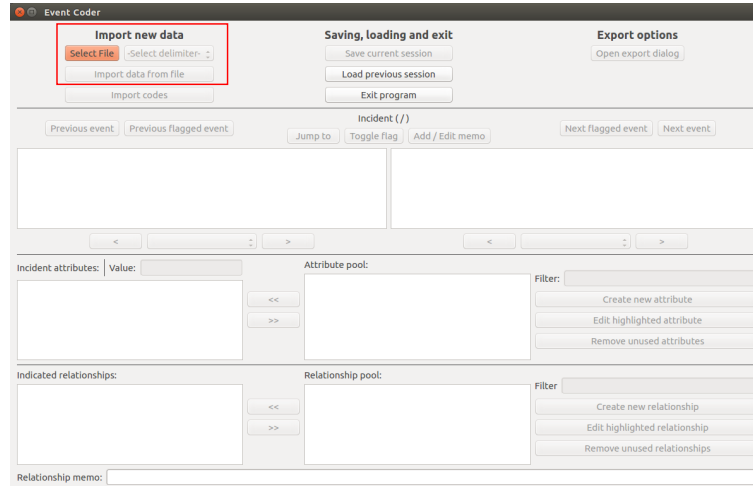 Event Coder
Import new data
Saving, loading and exit
Export options
Select File -Select delimiter-
Save current session
Open export dialog
Import data from file
Load previous session
Import codes
Exit program
Incident ( / )
Previous event Previous flagged event
Next flagged event Next event
Jump to Toggle flag Add / Edit memo
< > < >
Incident attributes: Value:
Attribute pool:
Filter:
<<
Create new attribute
>>
Edit highlighted attribute
Remove unused attributes
Indicated relationships:
Relationship pool:
Filter
<<
Create new relationship
>>
Edit highlighted relationship
Remove unused relationships
Relationship memo: